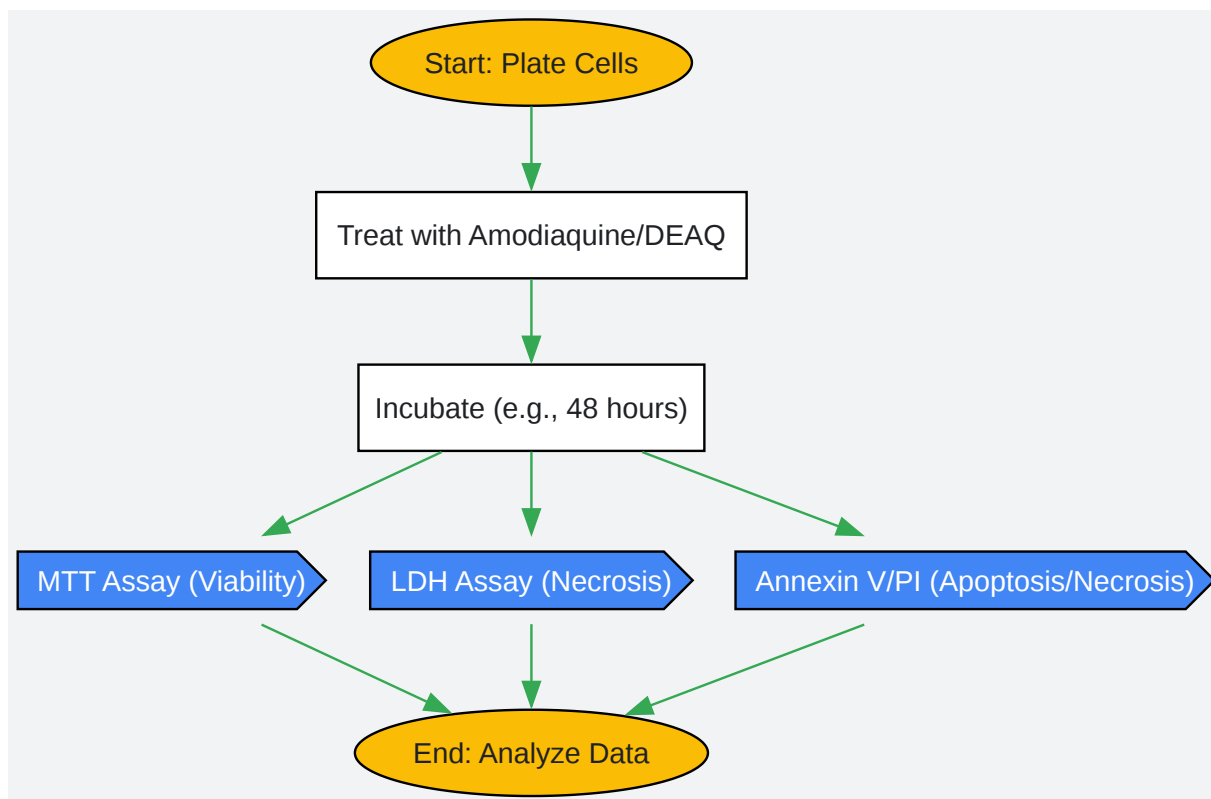 Start: Plate Cells
Treat with Amodiaquine/DEAQ
Incubate (e.g., 48 hours)
MTT Assay (Viability)
LDH Assay (Necrosis)
Annexin V/PI (Apoptosis/Necrosis)
End: Analyze Data